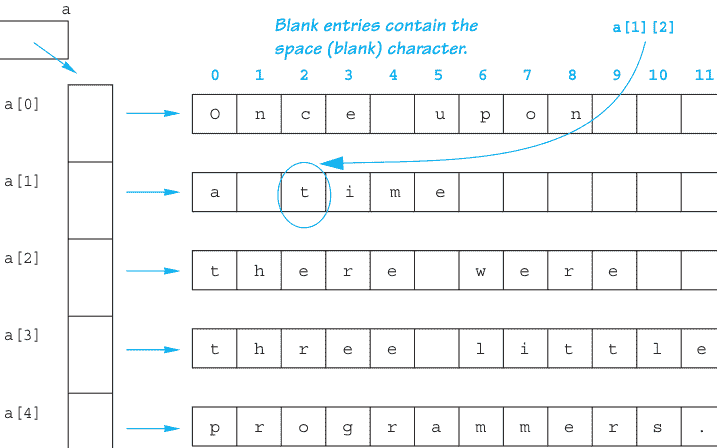 a
Blank entries contain the
space (blank) character.
a[1][2]
0 1 2 3 4 5 6 7 8 9 10 11
a[0] O n c e u p o n
a[1] a t i m e
a[2] t h e r e w e r e
a[3] t h r e e l i t t l e
a[4] p r o g r a m m e r s .